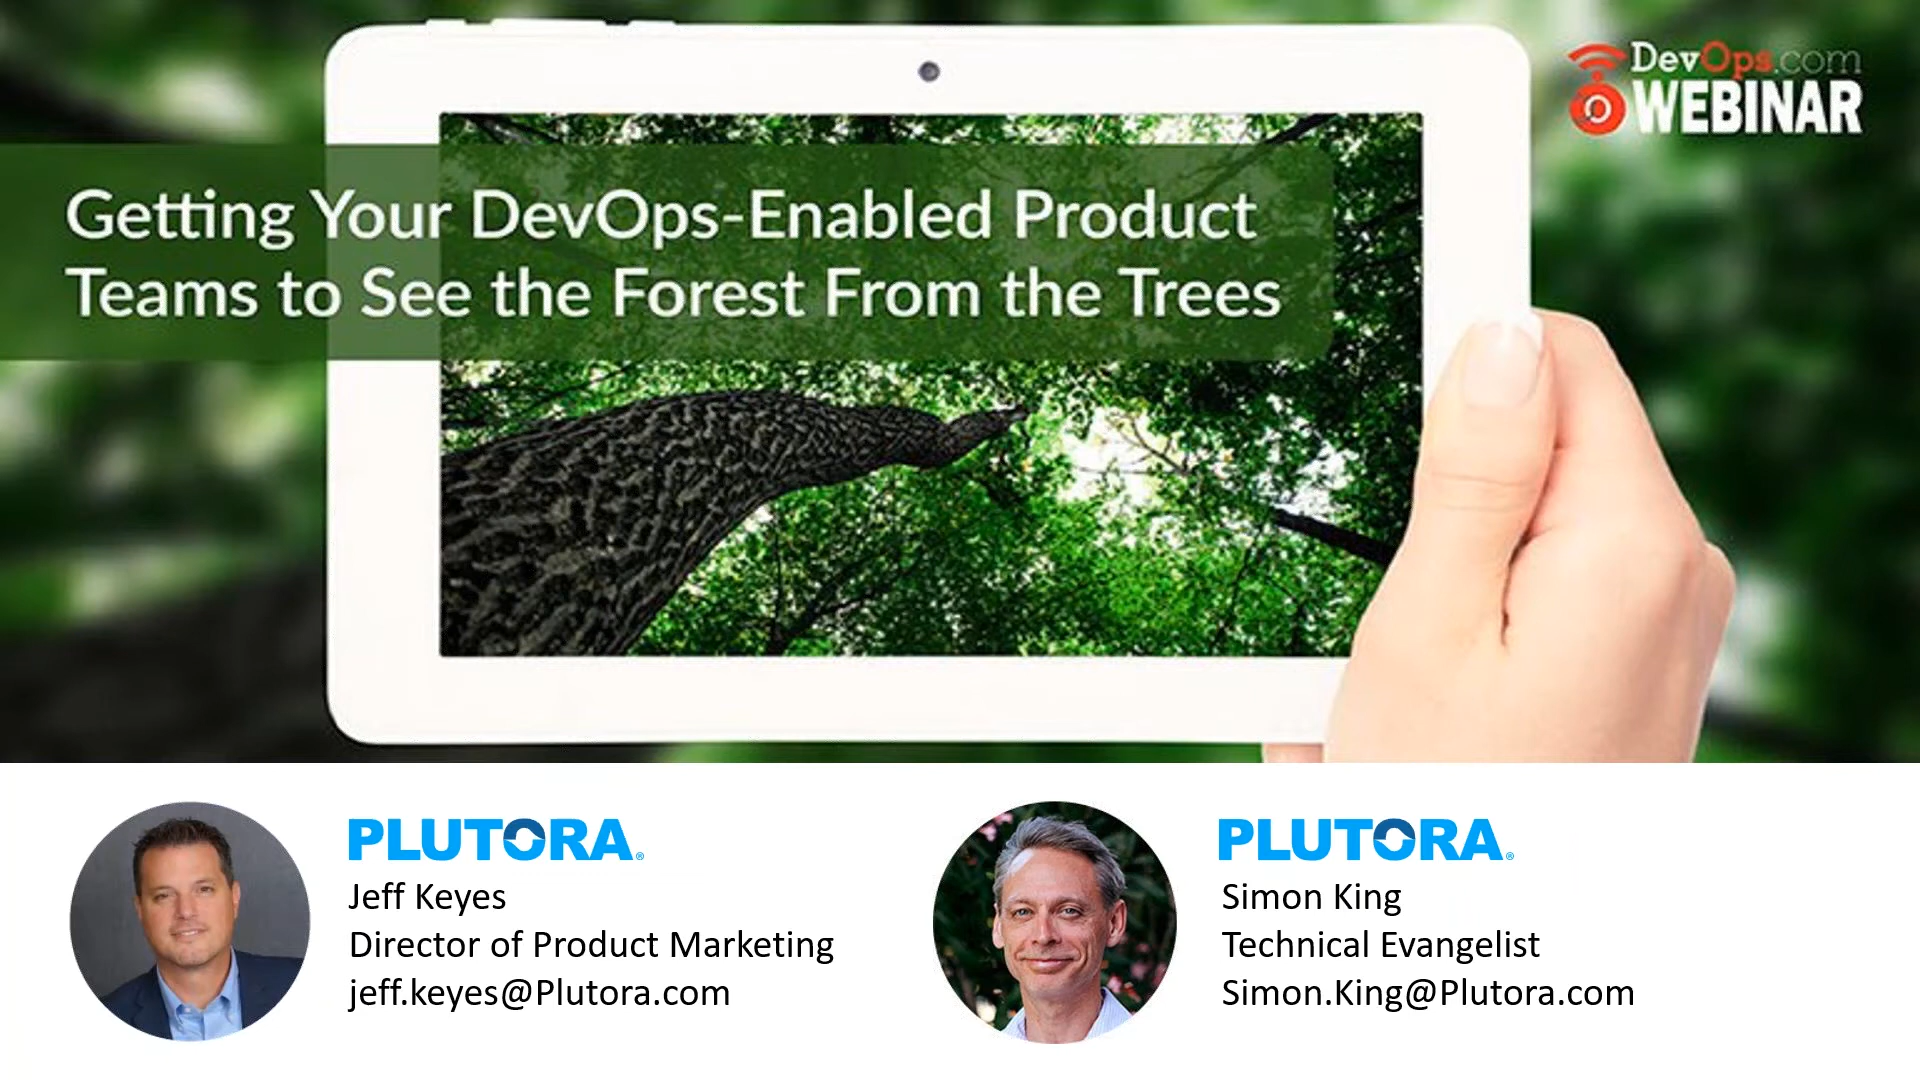 DevOps.com
WEBINAR
Getting Your DevOps-Enabled Product
Teams to See the Forest From the Trees
PLUTORA®
Jeff Keyes
Director of Product Marketing
jeff.keyes@Plutora.com
PLUTORA®
Simon King
Technical Evangelist
Simon.King@Plutora.com